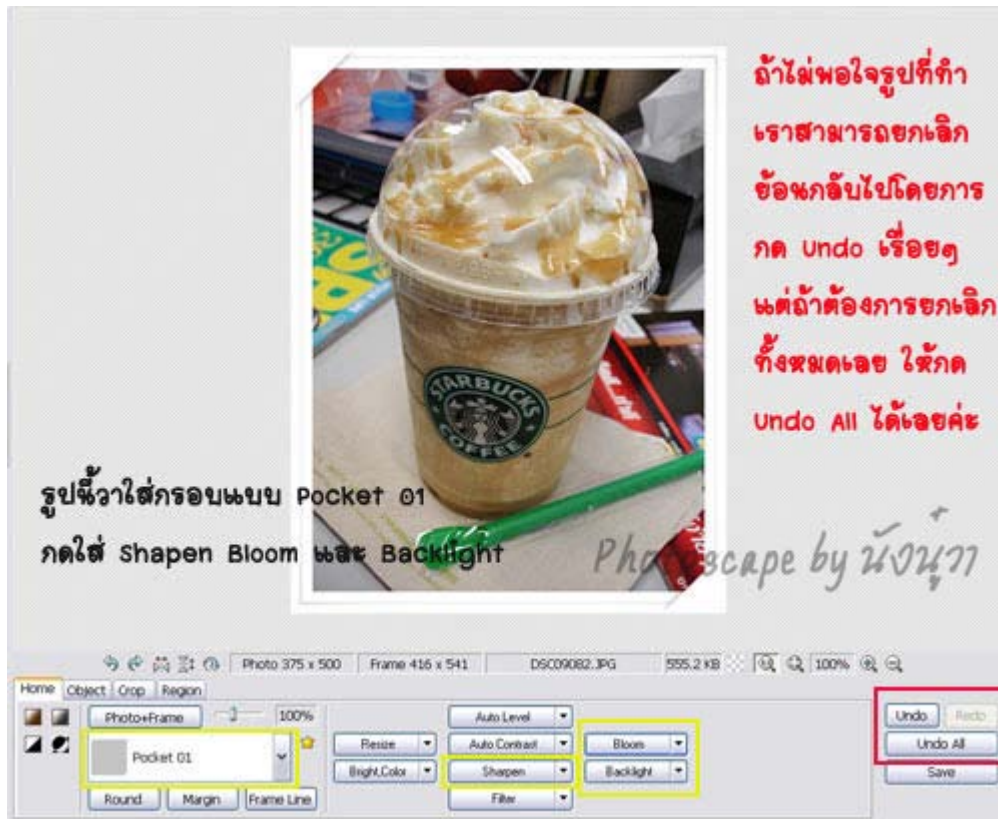 ถ้าไม่พอใจรูปที่ทำ
เราสามารถยกเลิก
ย้อนกลับไปโดยการ
กด Undo เรื่อยๆ
แต่ถ้าต้องการยกเลิก
ทั้งหมดเลย ให้กด
Undo All ได้เลยค่ะ
STARBUCKS
COFFEE
รูปนี้วาใส่กรอบแบบ Pocket 01
กดใส่ Shapen Bloom และ Backlight
Photoscape by นังนู๋วา
Photo 375 x 500 Frame 416 x 541 DSC09082.JPG 555.2 KB 100%
Home Object Crop Region
Photo+Frame 100% Auto Level Undo Redo
Pocket 01 Resize Auto Contrast Bloom Undo All
Bright,Color Sharpen Backlight Save
Round Margin Frame Line Filter